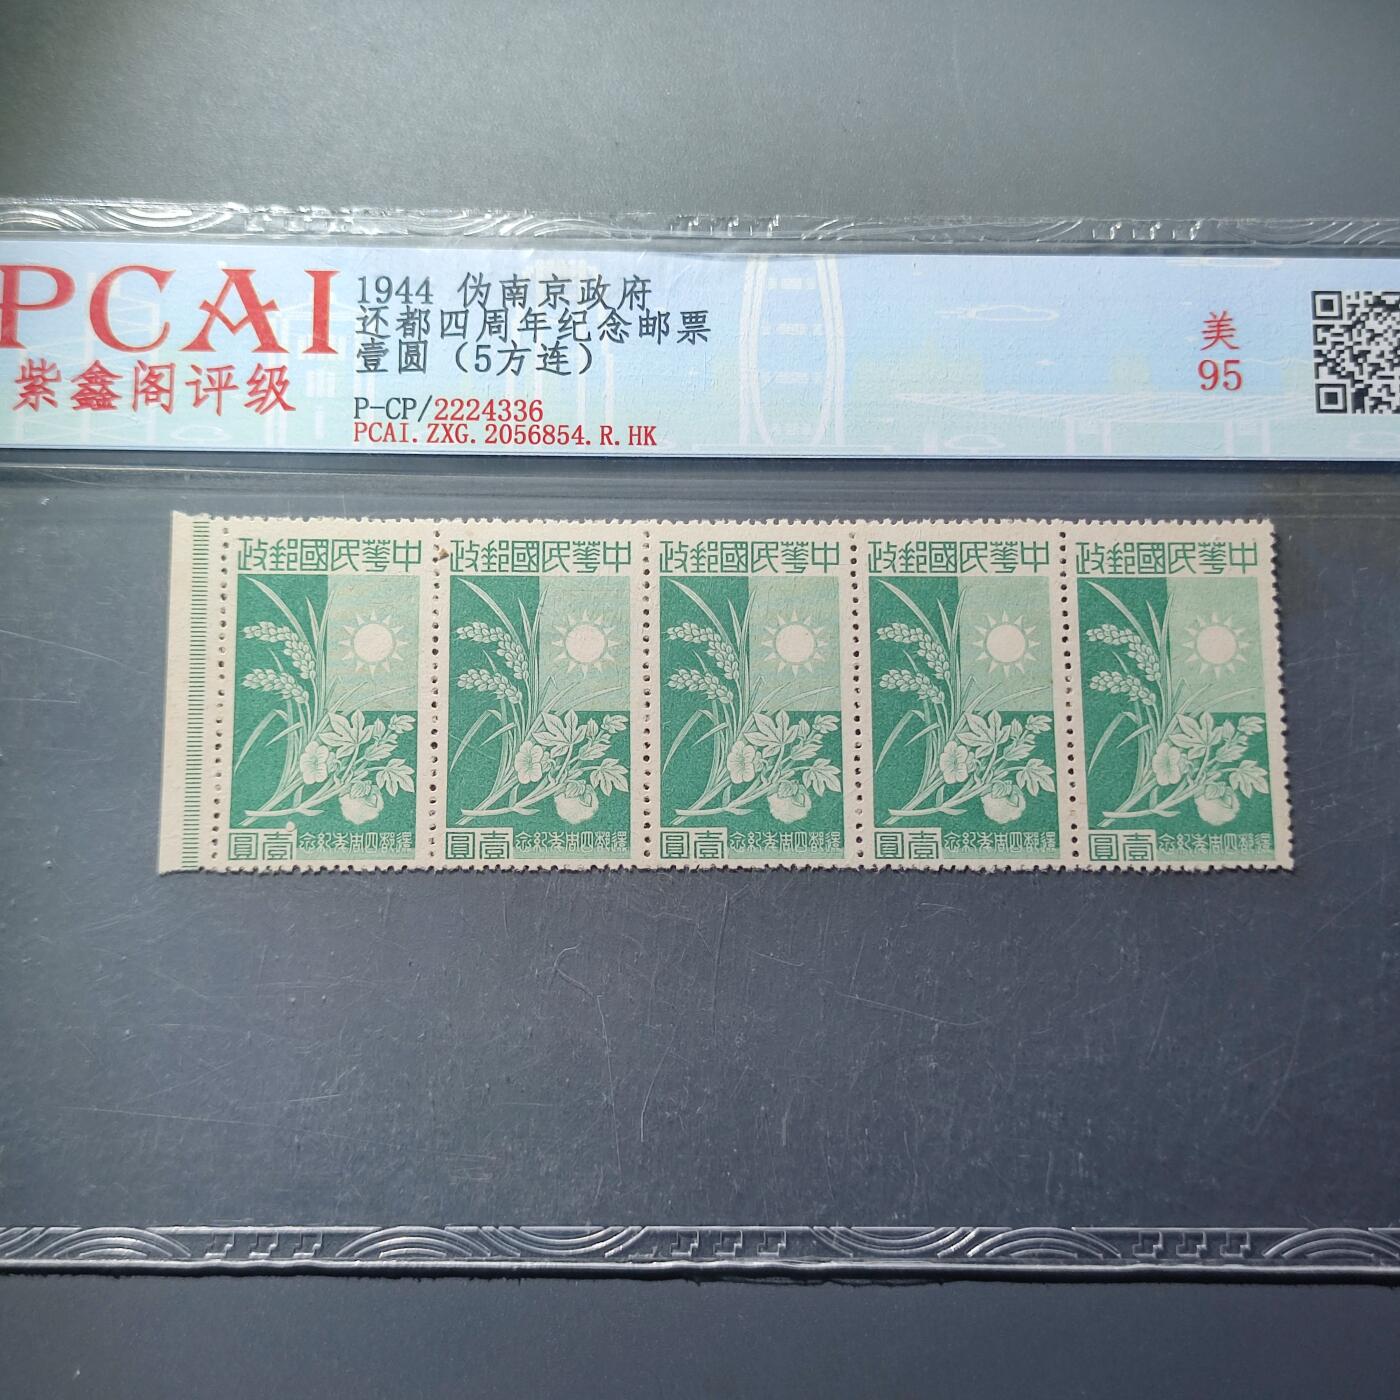 PCAI
紫鑫阁评级
1944 伪南京政府
还都四周年纪念邮票
壹圆（5方连）
P-CP/2224336
PCAI.ZXG.2056854.R.HK
美
95
政郵國民華中
政郵國民華中
政郵國民華中
政郵國民華中
政郵國民華中
圓壹 念紀年周四都還
圓壹 念紀年周四都還
圓壹 念紀年周四都還
圓壹 念紀年周四都還
圓壹 念紀年周四都還